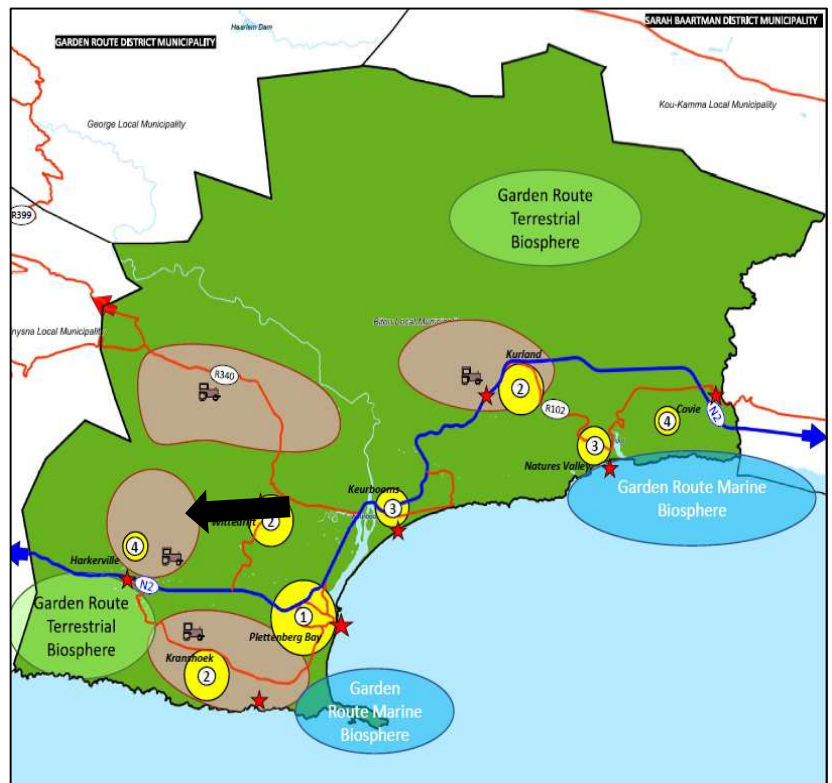 Haarlem Dam
SARAH BAARTMAN DISTRICT MUNICIPALITY
GARDEN ROUTE DISTRICT MUNICIPALITY
Kou-Kamma Local Municipality
George Local Municipality
R399
Garden Route
Terrestrial
Biosphere
nysna Local Municipality
Bitou Local Municipali
Kurland
R340
2
R102
Covie
4
N2
3
Natures Valley
Keurbooms
3
Garden Route Marine
Biosphere
2
4
Harkerville
N2
Garden Route
Terrestrial
Biosphere
1
Plettenberg Bay
Kranshoek
2
Garden
Route Marine
Biosphere